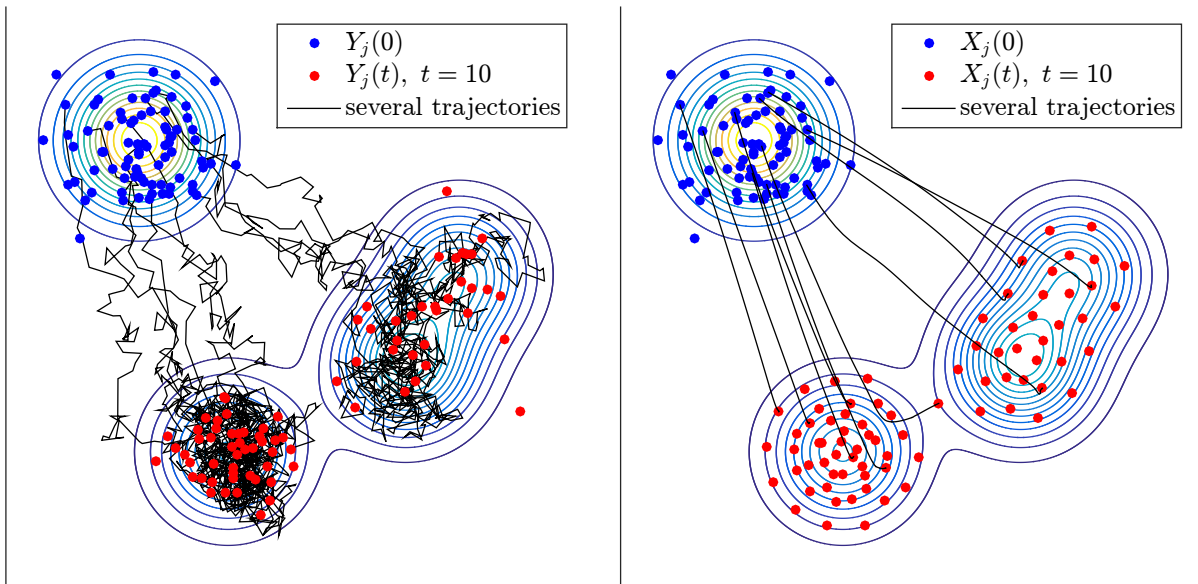 Y_j(0)
Y_j(t), t = 10
several trajectories
X_j(0)
X_j(t), t = 10
several trajectories